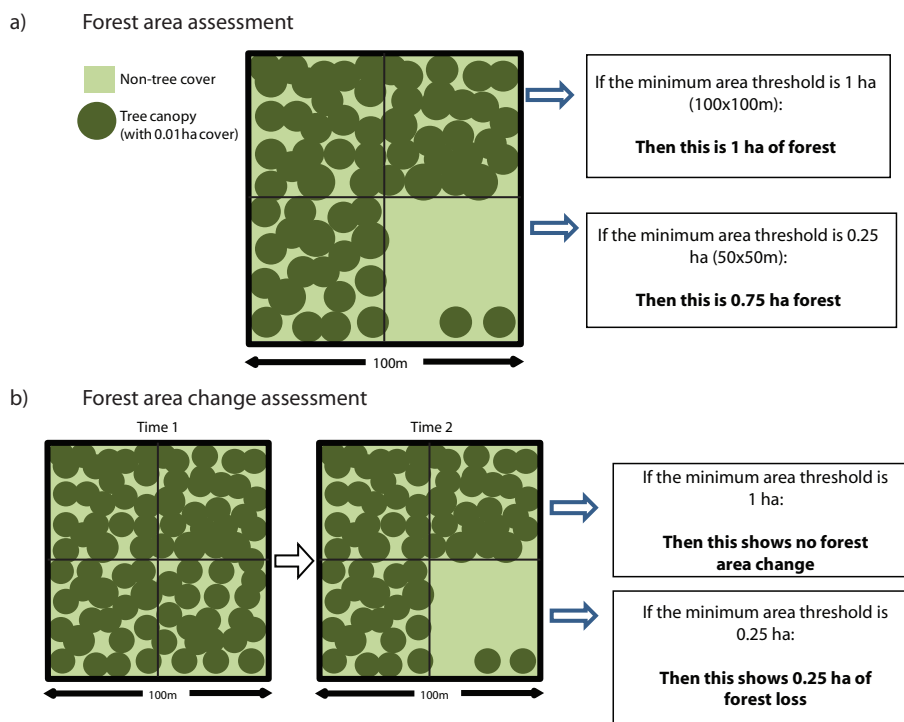 a) Forest area assessment
Non-tree cover
Tree canopy
(with 0.01ha cover)
If the minimum area threshold is 1 ha
(100x100m):
Then this is 1 ha of forest
If the minimum area threshold is 0.25
ha (50x50m):
Then this is 0.75 ha forest
100m
b) Forest area change assessment
Time 1
Time 2
If the minimum area threshold is
1 ha:
Then this shows no forest
area change
If the minimum area threshold is
0.25 ha:
Then this shows 0.25 ha of
forest loss
100m
100m